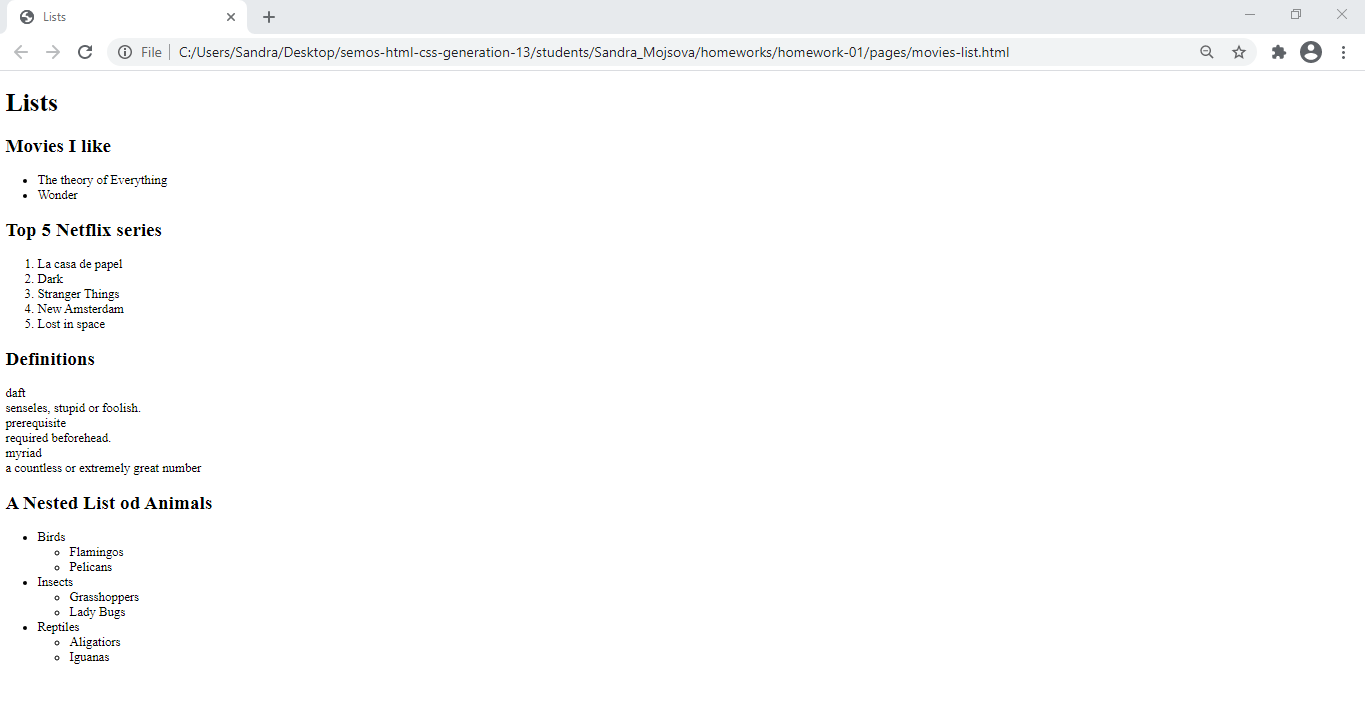 Lists
File
C:/Users/Sandra/Desktop/semos-html-css-generation-13/students/Sandra_Mojsova/homeworks/homework-01/pages/movies-list.html
Lists
Movies I like
The theory of Everything
Wonder
Top 5 Netflix series
1. La casa de papel
2. Dark
3. Stranger Things
4. New Amsterdam
5. Lost in space
Definitions
daft
senseles, stupid or foolish.
prerequisite
required beforehead.
myriad
a countless or extremely great number
A Nested List od Animals
Birds
Flamingos
Pelicans
Insects
Grasshoppers
Lady Bugs
Reptiles
Aligatiors
Iguanas